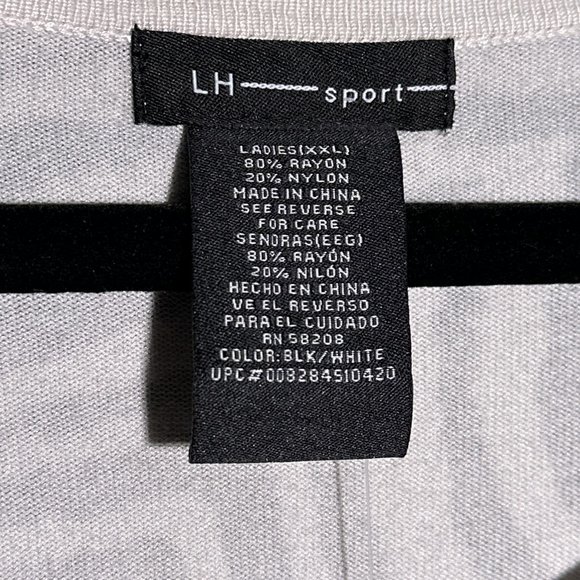 LH sport
LADIES(XXL)
80% RAYON
20% NYLON
MADE IN CHINA
SEE REVERSE
FOR CARE
SENORAS(EEG)
80% RAYÓN
20% NILÓN
HECHO EN CHINA
VE EL REVERSO
PARA EL CUIDADO
RN 58208
COLOR:BLK/WHITE
UPC#008284510420